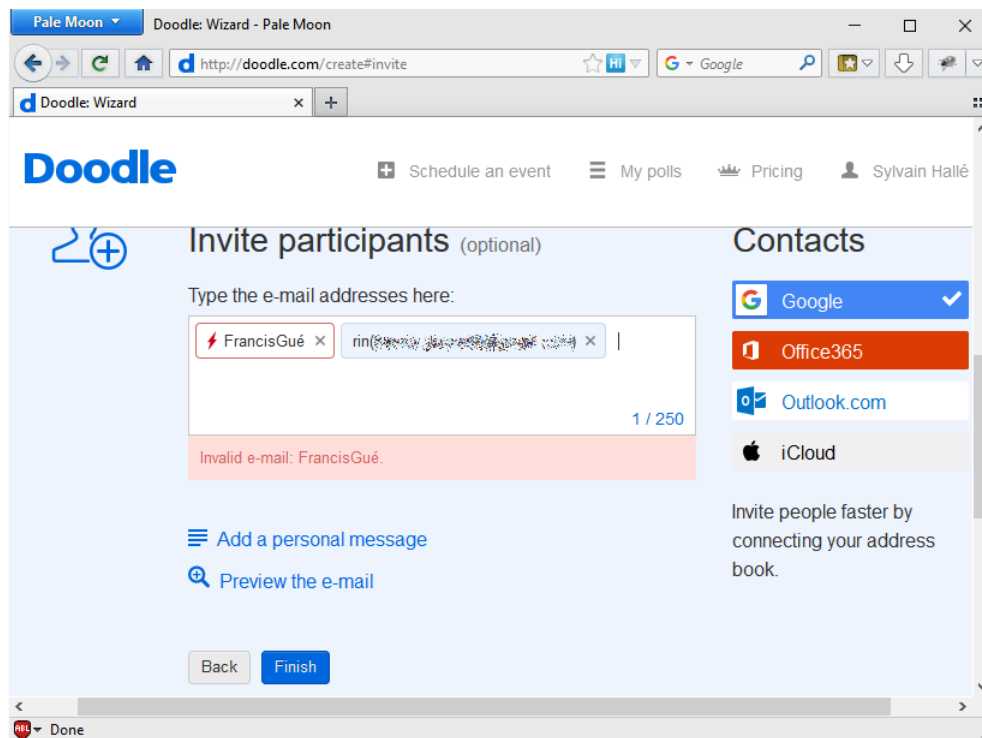 Pale Moon
Doodle: Wizard - Pale Moon
http://doodle.com/create#invite
HI
G
Google
d Doodle: Wizard
Doodle
Schedule an event
My polls
Pricing
Sylvain Hallé
Invite participants (optional)
Contacts
Type the e-mail addresses here:
Google
FrancisGué
rin(
Office365
Outlook.com
1 / 250
Invalid e-mail: FrancisGué.
iCloud
Invite people faster by
connecting your address
book.
Add a personal message
Preview the e-mail
Back
Finish
ABL
Done